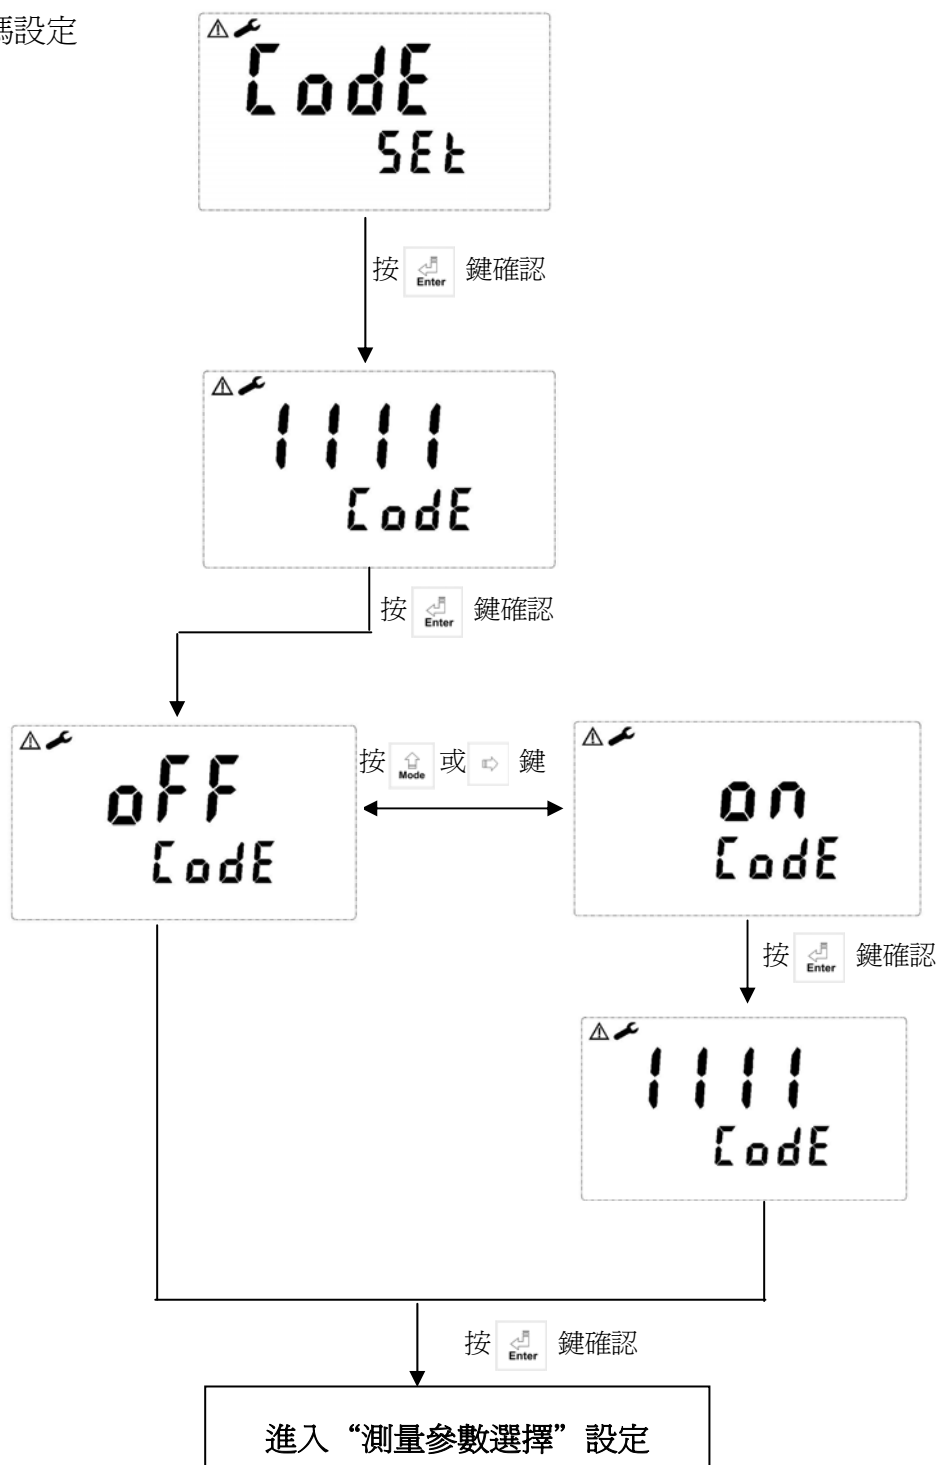 碼設定
CodE
SEt
按 Enter 鍵確認
1111
CodE
按 Enter 鍵確認
oFF
CodE
按 Mode 或 鍵
on
CodE
按 Enter 鍵確認
1111
CodE
按 Enter 鍵確認
進入“測量參數選擇”設定